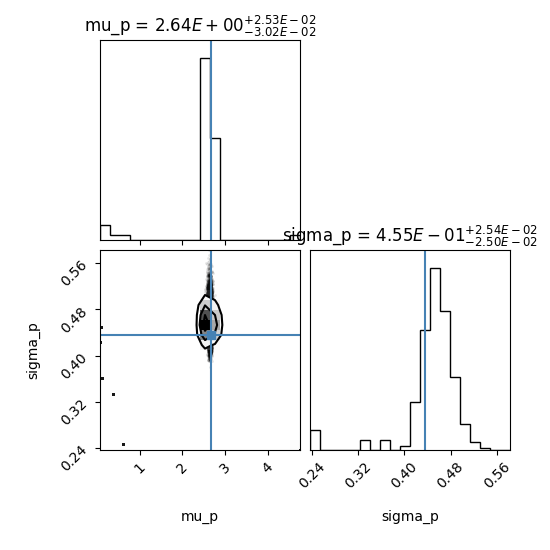 mu_p = 2.64E+00^{+2.53E-02}_{-3.02E-02}
sigma_p = 4.55E-01^{+2.54E-02}_{-2.50E-02}
0.56
0.48
0.40
0.32
0.24
sigma_p
1 2 3 4
0.24 0.32 0.40 0.48 0.56
mu_p
sigma_p